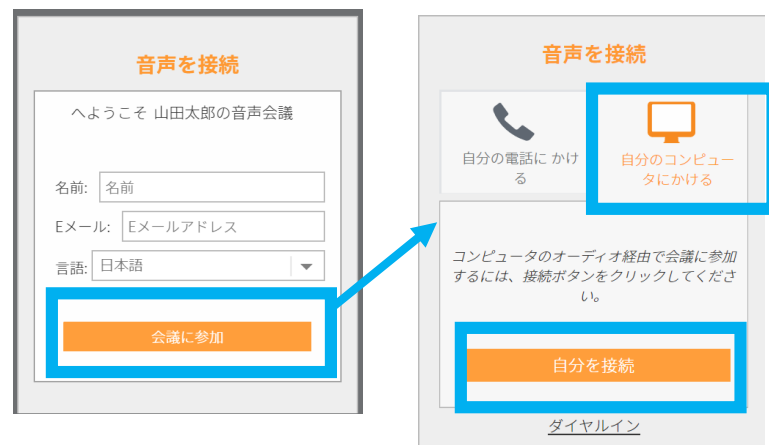 音声を接続
へようこそ 山田太郎の音声会議
名前: 名前
Eメール: Eメールアドレス
言語: 日本語
会議に参加
音声を接続
自分の電話に かけ
る
自分のコンピュー
タにかける
コンピュータのオーディオ経由で会議に参加
するには、接続ボタンをクリックしてくださ
い。
自分を接続
ダイヤルイン